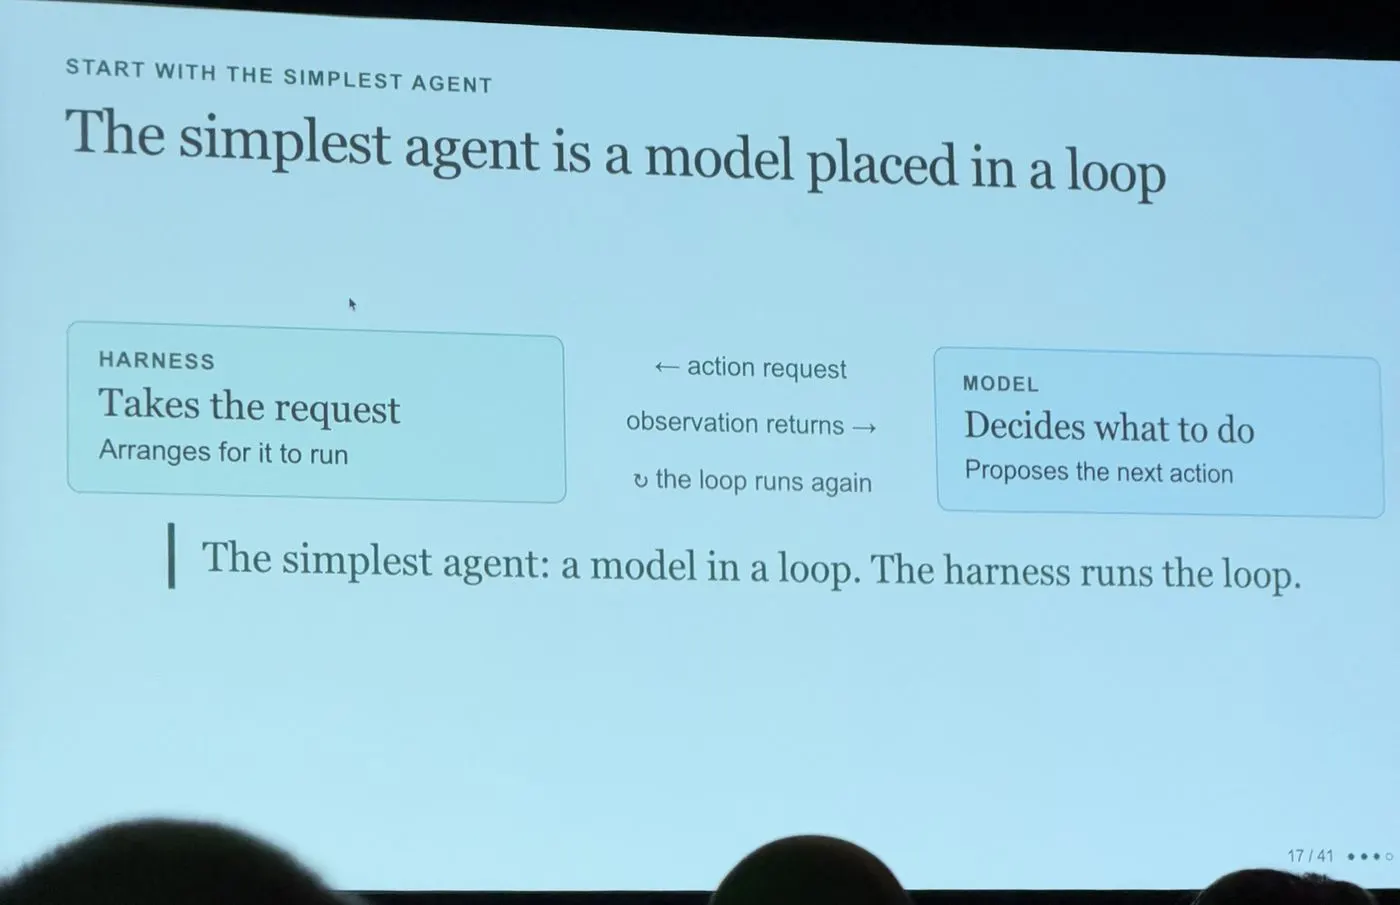 START WITH THE SIMPLEST AGENT
The simplest agent is a model placed in a loop
HARNESS
Takes the request
Arranges for it to run
← action request
observation returns →
↻ the loop runs again
MODEL
Decides what to do
Proposes the next action
The simplest agent: a model in a loop. The harness runs the loop.
17 / 41